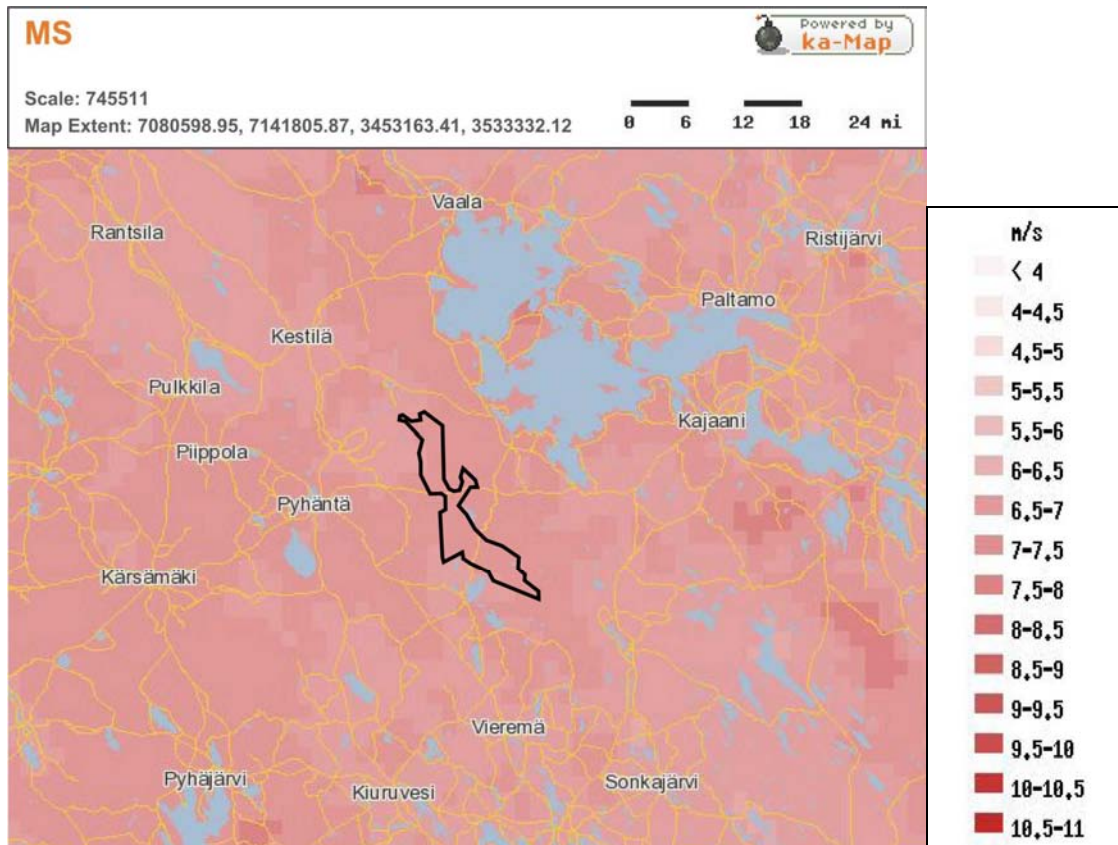 MS
Powered by
ka-Map
Scale: 745511
Map Extent: 7080598.95, 7141805.87, 3453163.41, 3533332.12
0 6 12 18 24 mi
Vaala
Rantsila
Ristijärvi
Paltamo
Kestilä
Pulkkila
Kajaani
Piippola
Pyhäntä
Kärsämäki
Vieremä
Pyhäjärvi
Kiuruvesi
Sonkajärvi
m/s
< 4
4-4,5
4,5-5
5-5,5
5,5-6
6-6,5
6,5-7
7-7,5
7,5-8
8-8,5
8,5-9
9-9,5
9,5-10
10-10,5
10,5-11